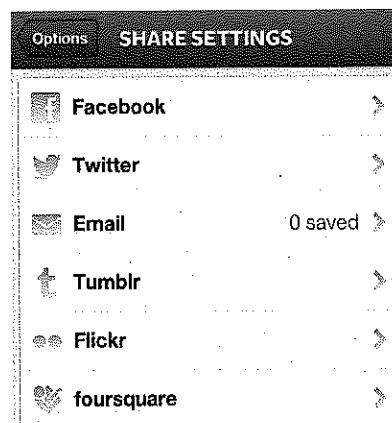 Options SHARE SETTINGS
Facebook
Twitter
Email 0 saved
Tumblr
Flickr
foursquare